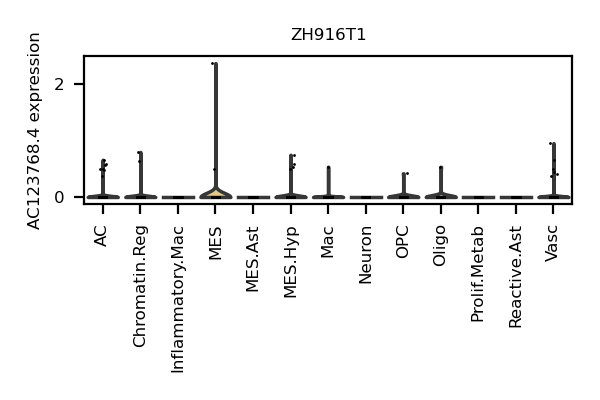 ZH916T1
AC123768.4 expression
2
0
AC
Chromatin.Reg
Inflammatory.Mac
MES
MES.Ast
MES.Hyp
Mac
Neuron
OPC
Oligo
Prolif.Metab
Reactive.Ast
Vasc